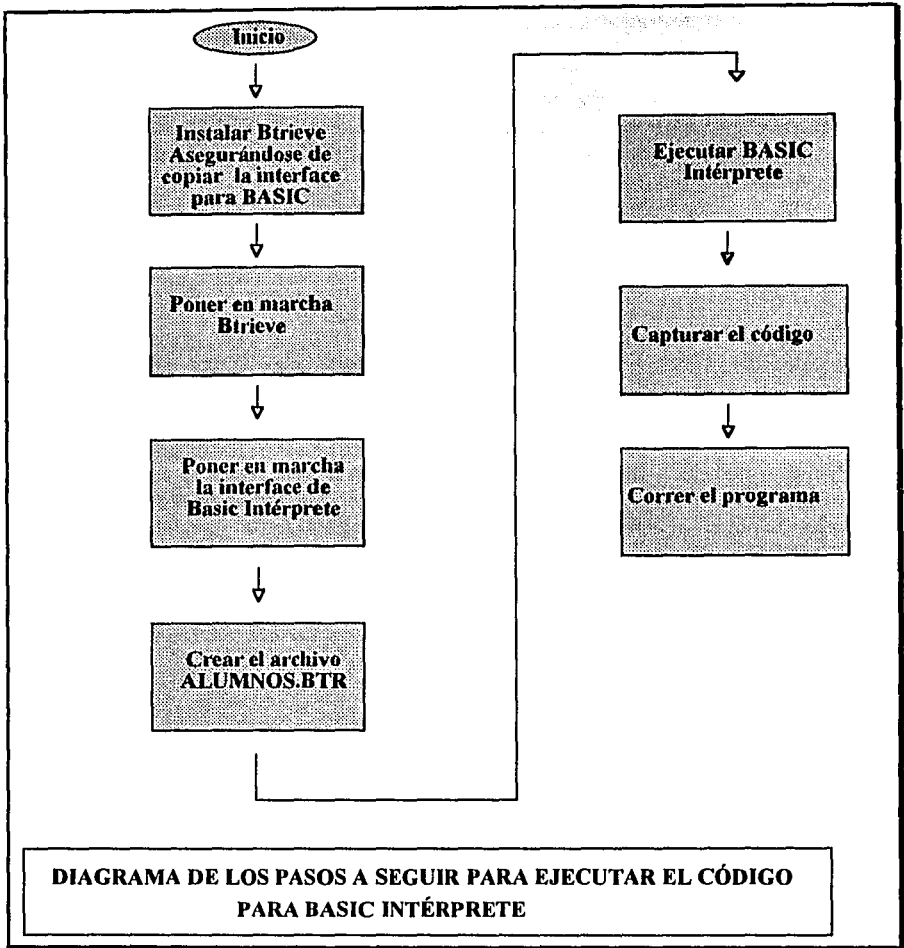 Inicio
Instalar Btrieve
Asegurándose de
copiar la interface
para BASIC
Poner en marcha
Btrieve
Poner en marcha
la interface de
Basic Intérprete
Crear el archivo
ALUMNOS.BTR
Ejecutar BASIC
Intérprete
Capturar el código
Correr el programa
DIAGRAMA DE LOS PASOS A SEGUIR PARA EJECUTAR EL CÓDIGO
PARA BASIC INTÉRPRETE